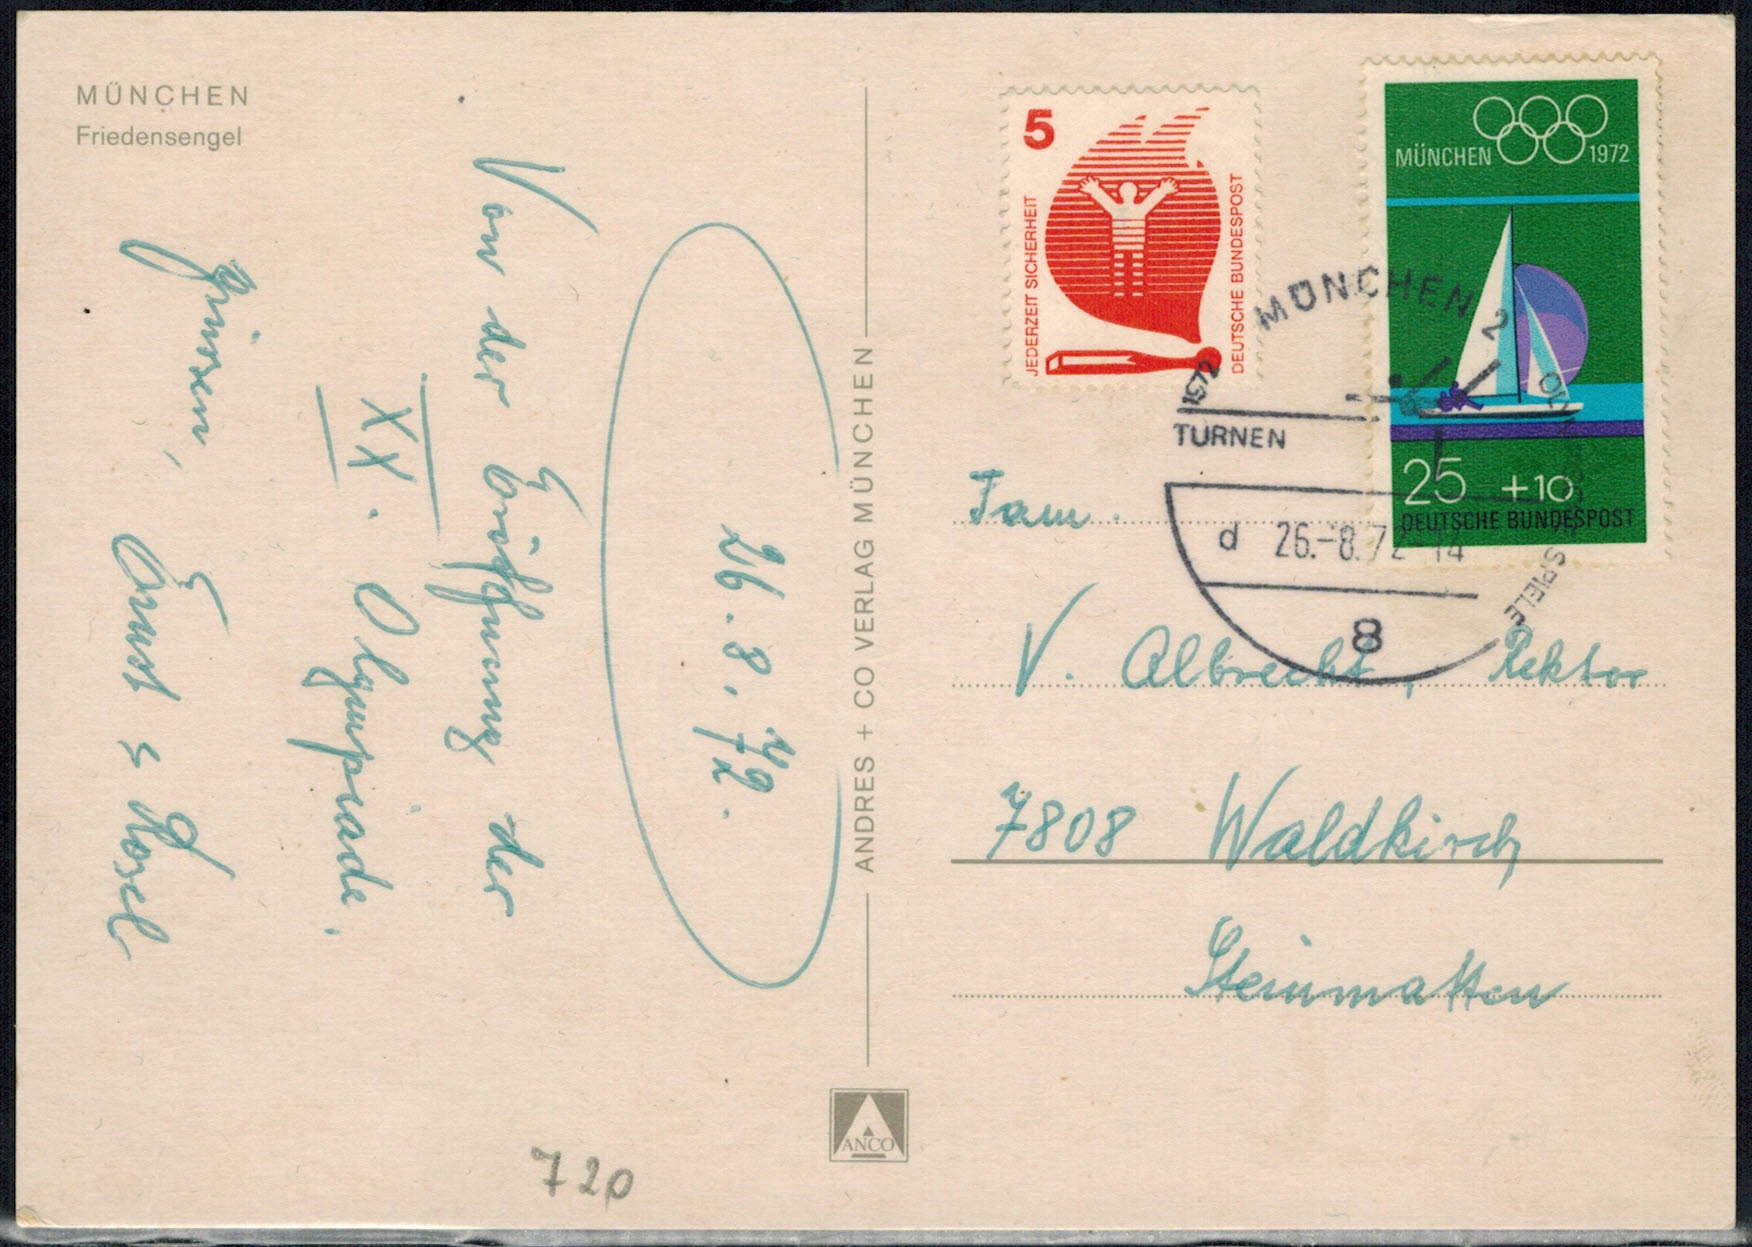 MÜNCHEN
Friedensengel
26.8.72.
Von der Eröffnung der
XX. Olympiade.
Grüssen,
Ernst & Rosel
ANDRES + CO VERLAG MÜNCHEN
ANCO
720
5
JEDERZEIT SICHERHEIT
DEUTSCHE BUNDESPOST
MÜNCHEN 1972
25 +10
DEUTSCHE BUNDESPOST
MÜNCHEN 2
1972
TURNEN
d 26.-8.72-14
8
SPIELE
Fam.
V. Albrecht, Rektor
7808 Waldkirch
Steinmatten